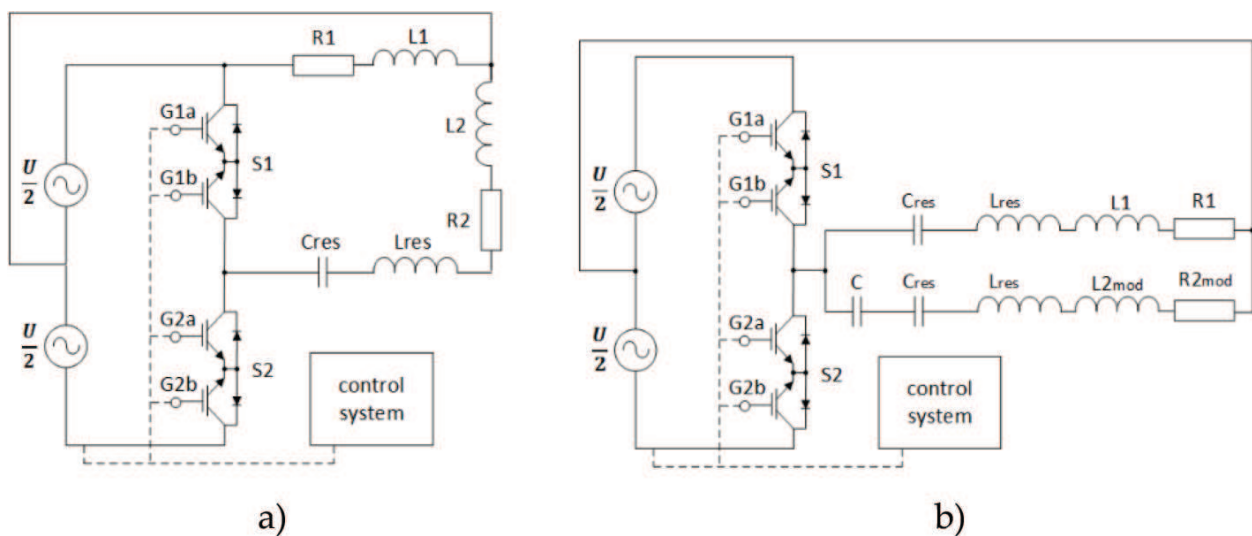 R1
L1
G1a
L2
U
2
G1b
S1
R2
Cres
Lres
G2a
U
2
S2
G2b
control
system
a)
G1a
U
2
G1b
S1
Cres
Lres
L1
R1
C
Cres
Lres
L2mod
R2mod
G2a
U
2
S2
G2b
control
system
b)